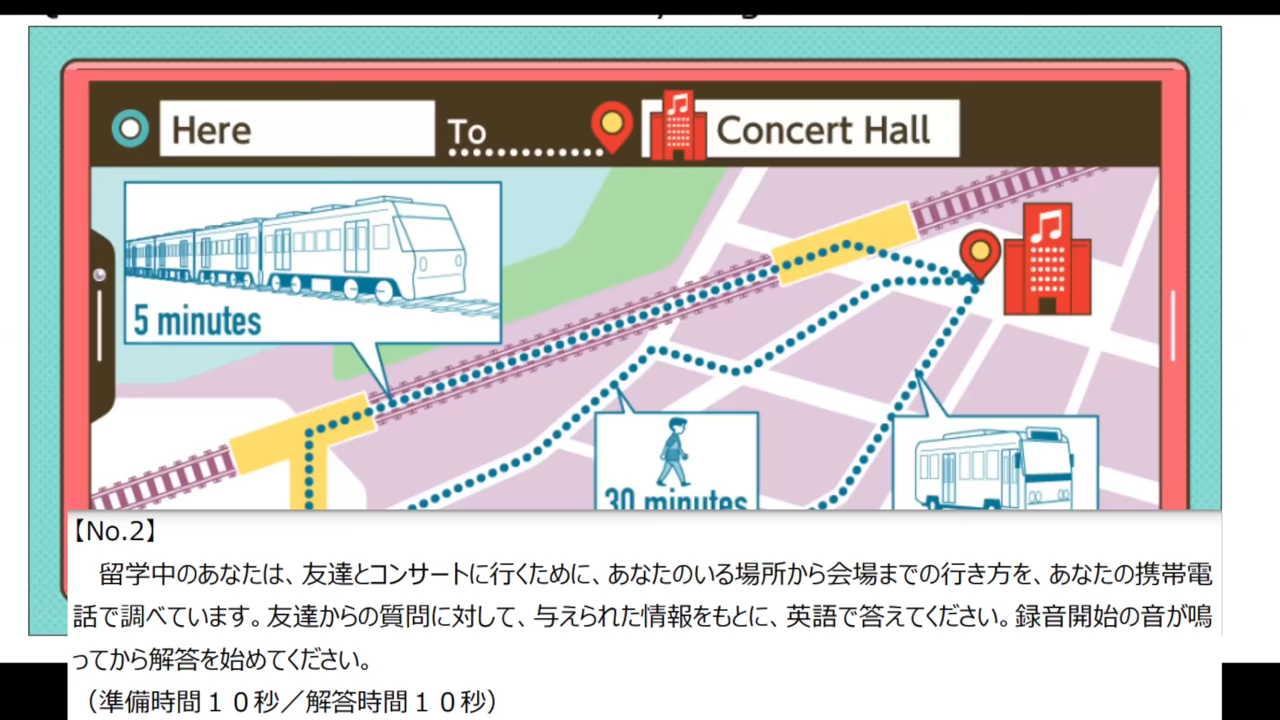 Here
To
Concert Hall
5 minutes
30 minutes
【No.2】
留学中のあなたは、友達とコンサートに行くために、あなたのいる場所から会場までの行き方を、あなたの携帯電
話で調べています。友達からの質問に対して、与えられた情報をもとに、英語で答えてください。録音開始の音が鳴
ってから解答を始めてください。
（準備時間１０秒／解答時間１０秒）